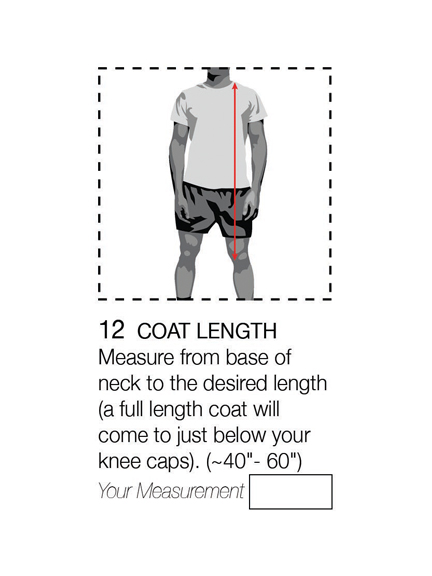 12 COAT LENGTH
Measure from base of
neck to the desired length
(a full length coat will
come to just below your
knee caps). (~40"- 60")
Your Measurement